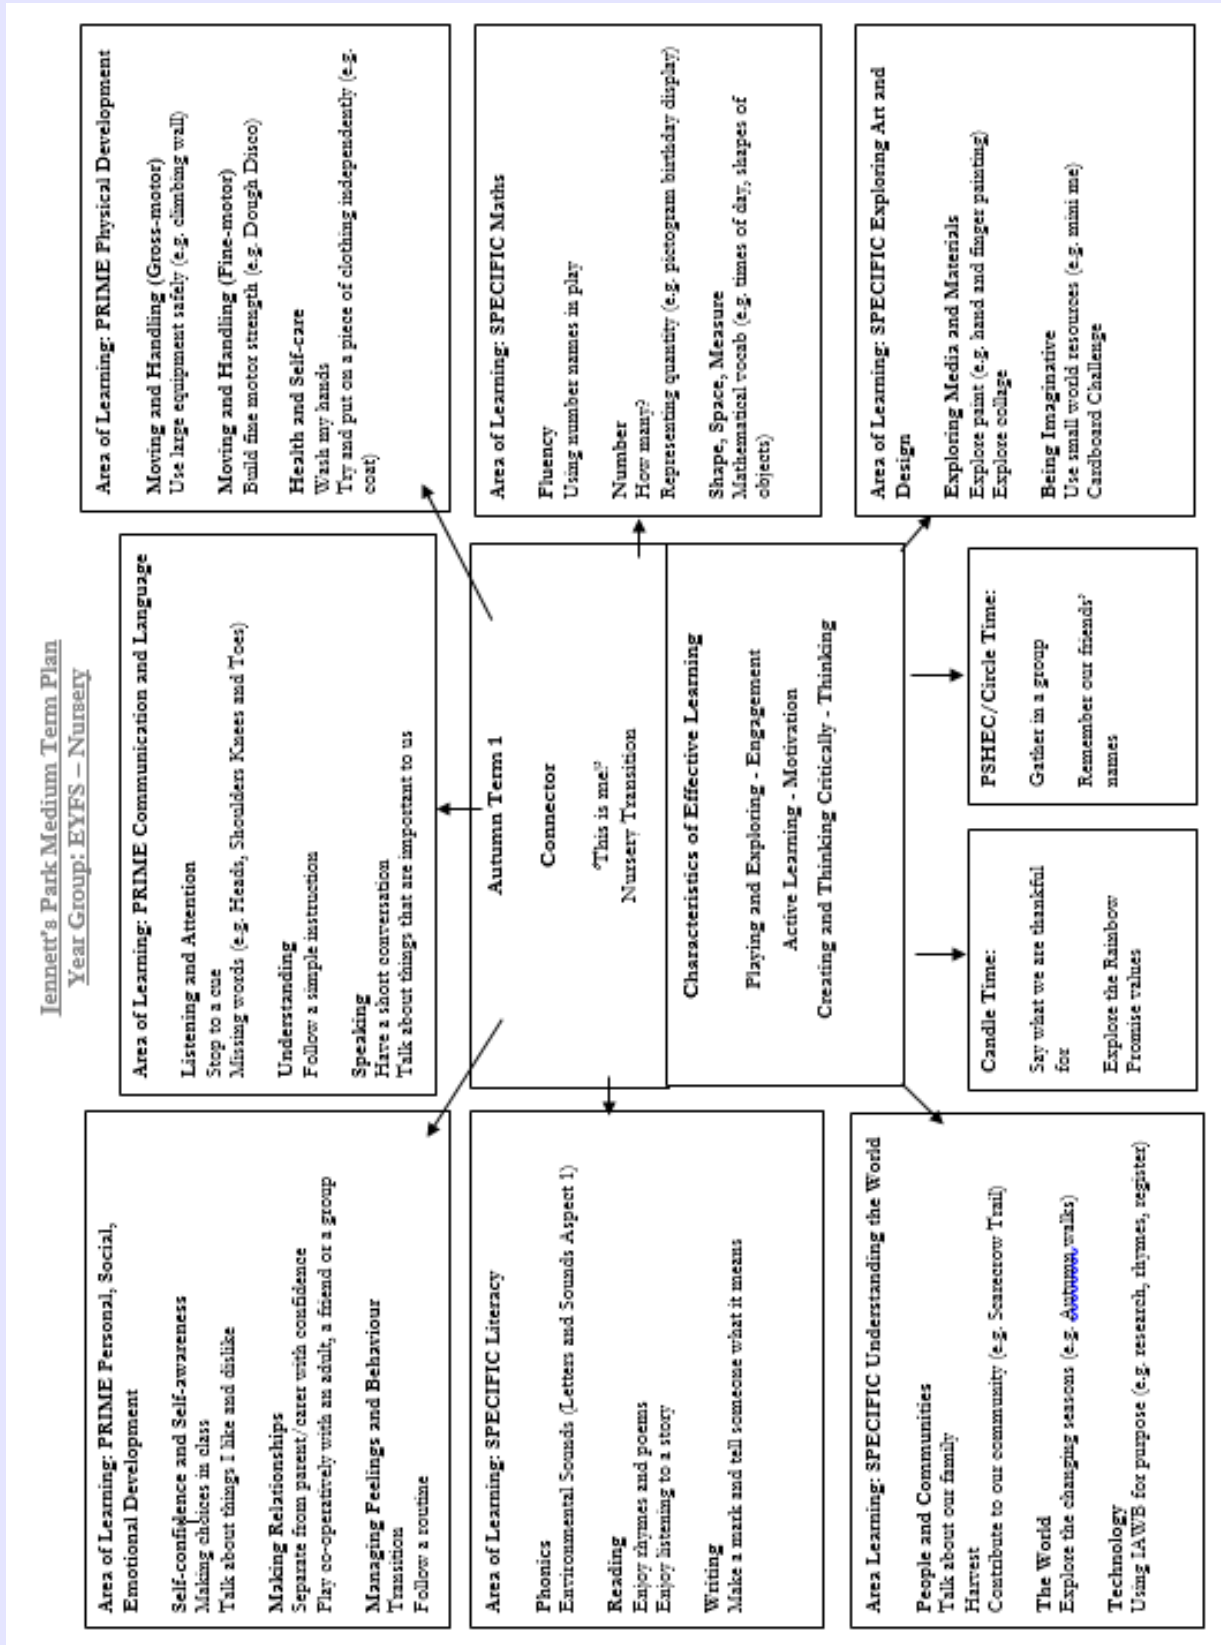 Jennett's Park Medium Term Plan
Year Group: EYFS – Nursery
Area of Learning: PRIME Personal, Social,
Emotional Development
Self-confidence and Self-awareness
Making choices in class
Talk about things I like and dislike
Making Relationships
Separate from parent/carer with confidence
Play co-operatively with an adult, a friend or a group
Managing Feelings and Behaviour
Transition
Follow a routine
Area of Learning: PRIME Communication and Language
Listening and Attention
Stop to a cue
Missing words (e.g. Heads, Shoulders Knees and Toes)
Understanding
Follow a simple instruction
Speaking
Have a short conversation
Talk about things that are important to us
Area of Learning: PRIME Physical Development
Moving and Handling (Gross-motor)
Use large equipment safely (e.g. climbing wall)
Moving and Handling (Fine-motor)
Build fine motor strength (e.g. Dough Disco)
Health and Self-care
Wash my hands
Try and put on a piece of clothing independently (e.g.
coat)
Area of Learning: SPECIFIC Literacy
Phonics
Environmental Sounds (Letters and Sounds Aspect 1)
Reading
Enjoy rhymes and poems
Enjoy listening to a story
Writing
Make a mark and tell someone what it means
Autumn Term 1
Connector
'This is me!'
Nursery Transition
Characteristics of Effective Learning
Playing and Exploring - Engagement
Active Learning - Motivation
Creating and Thinking Critically - Thinking
Area of Learning: SPECIFIC Maths
Fluency
Using number names in play
Number
How many?
Representing quantity (e.g. pictogram birthday display)
Shape, Space, Measure
Mathematical vocab (e.g. times of day, shapes of
objects)
Area Learning: SPECIFIC Understanding the World
People and Communities
Talk about our family
Harvest
Contribute to our community (e.g. Scarecrow Trail)
The World
Explore the changing seasons (e.g. Autumn walks)
Technology
Using IAWB for purpose (e.g. research, rhymes, register)
Candle Time:
Say what we are thankful
for
Explore the Rainbow
Promise values
PSHEC/Circle Time:
Gather in a group
Remember our friends'
names
Area of Learning: SPECIFIC Exploring Art and
Design
Exploring Media and Materials
Explore paint (e.g. hand and finger painting)
Explore collage
Being Imaginative
Use small world resources (e.g. mini me)
Cardboard Challenge